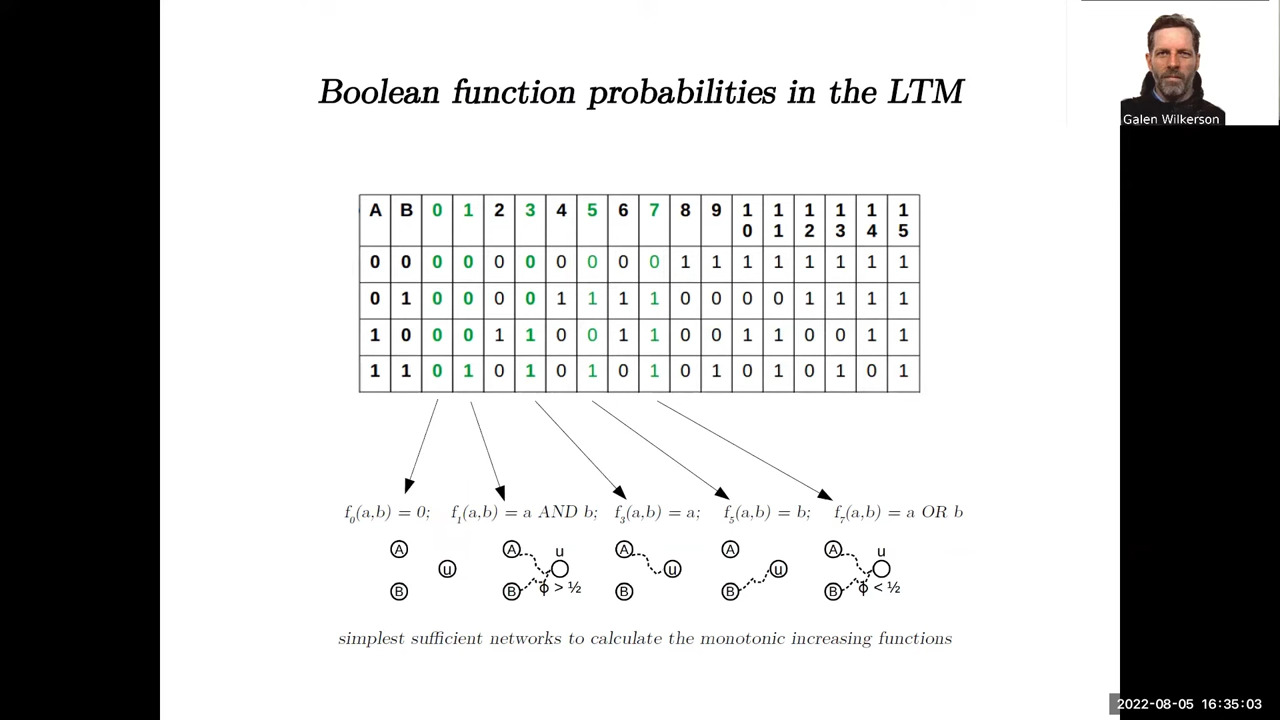 Boolean function probabilities in the LTM
Galen Wilkerson
A B 0 1 2 3 4 5 6 7 8 9 10 11 12 13 14 15
0 0 0 0 0 0 0 0 0 0 1 1 1 1 1 1 1 1
0 1 0 0 0 0 1 1 1 1 0 0 0 0 1 1 1 1
1 0 0 0 1 1 0 0 1 1 0 0 1 1 0 0 1 1
1 1 0 1 0 1 0 1 0 1 0 1 0 1 0 1 0 1
f0(a,b) = 0; f1(a,b) = a AND b; f3(a,b) = a; f5(a,b) = b; f7(a,b) = a OR b
A A u A A A u
u u u
B B ϕ > ½ B B B ϕ < ½
simplest sufficient networks to calculate the monotonic increasing functions
2022-08-05 16:35:03